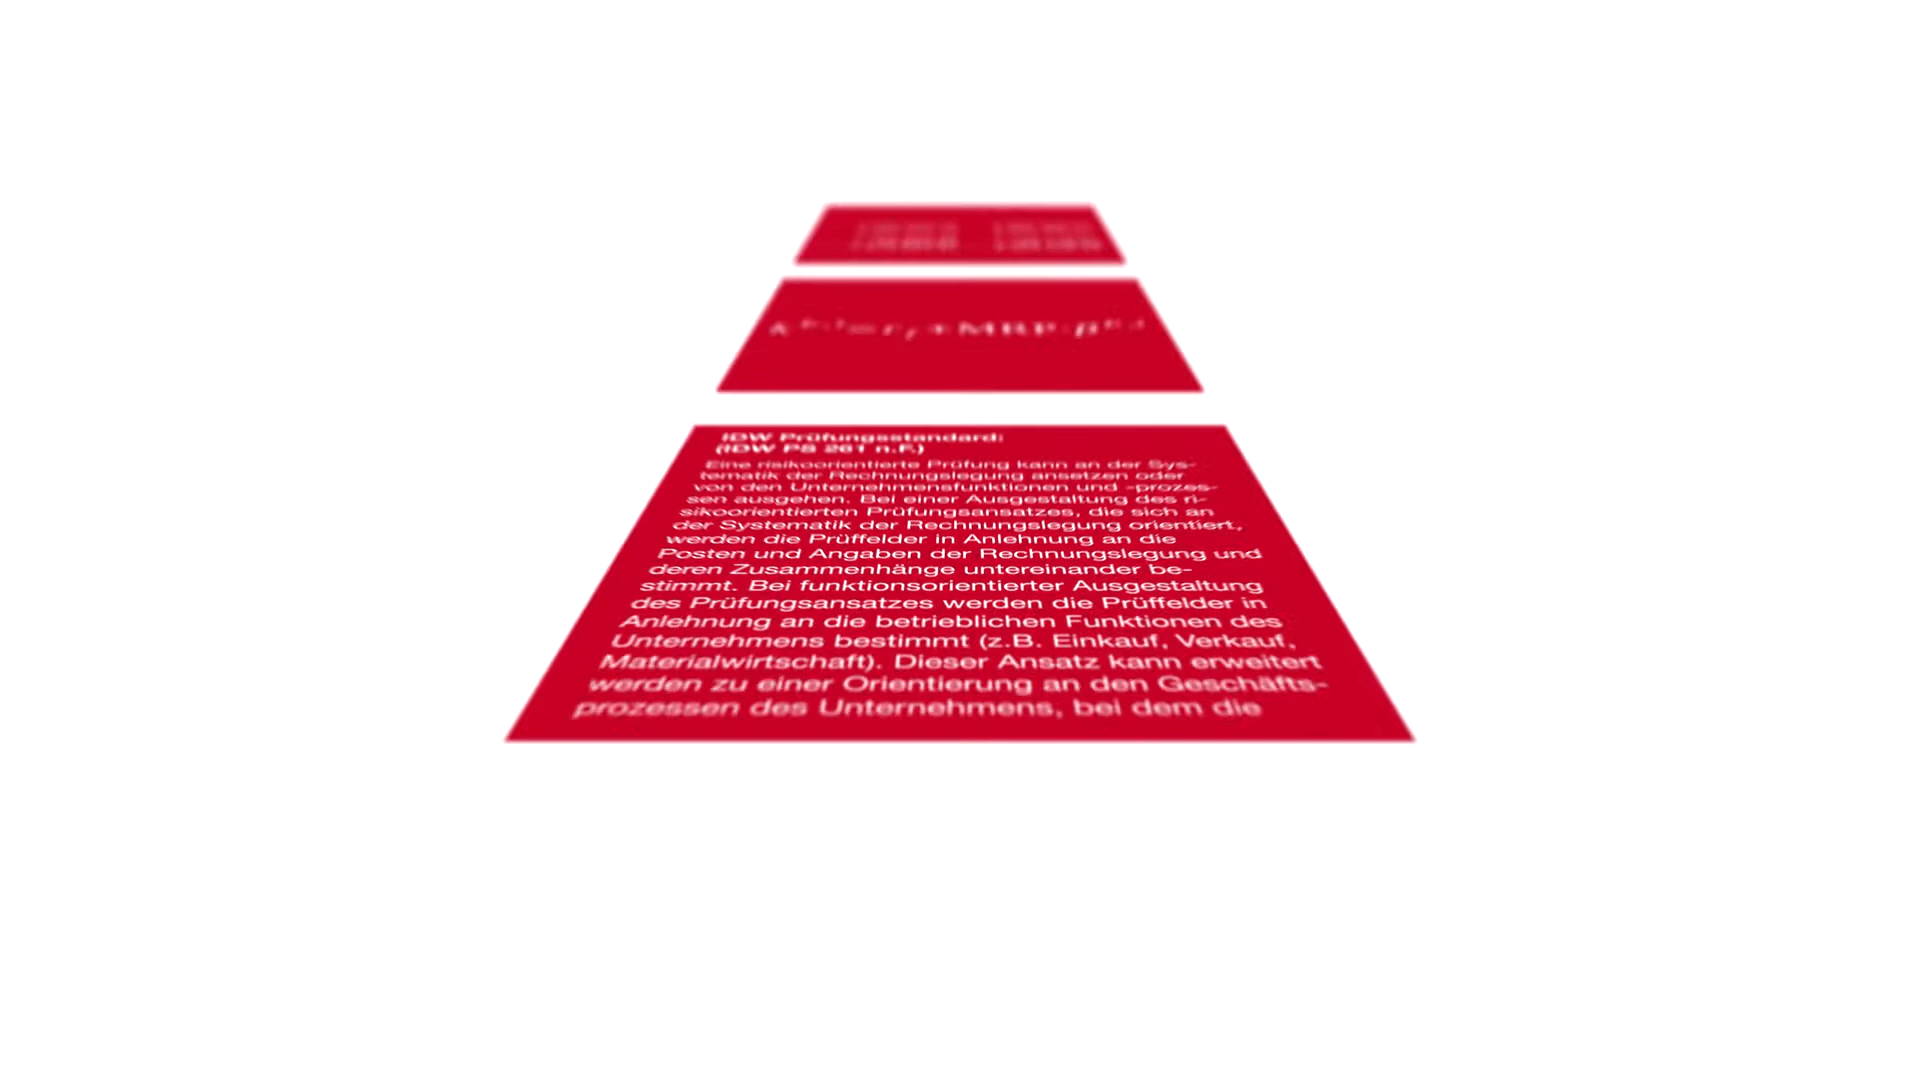 +MRP·β
IDW Prüfungsstandard:
(IDW PS 261 n.F.)
Eine risikoorientierte Prüfung kann an der Sys-
tematik der Rechnungslegung ansetzen oder
von den Unternehmensfunktionen und -prozes-
sen ausgehen. Bei einer Ausgestaltung des ri-
sikoorientierten Prüfungsansatzes, die sich an
der Systematik der Rechnungslegung orientiert,
werden die Prüffelder in Anlehnung an die
Posten und Angaben der Rechnungslegung und
deren Zusammenhänge untereinander be-
stimmt. Bei funktionsorientierter Ausgestaltung
des Prüfungsansatzes werden die Prüffelder in
Anlehnung an die betrieblichen Funktionen des
Unternehmens bestimmt (z.B. Einkauf, Verkauf,
Materialwirtschaft). Dieser Ansatz kann erweitert
werden zu einer Orientierung an den Geschäfts-
prozessen des Unternehmens, bei dem die